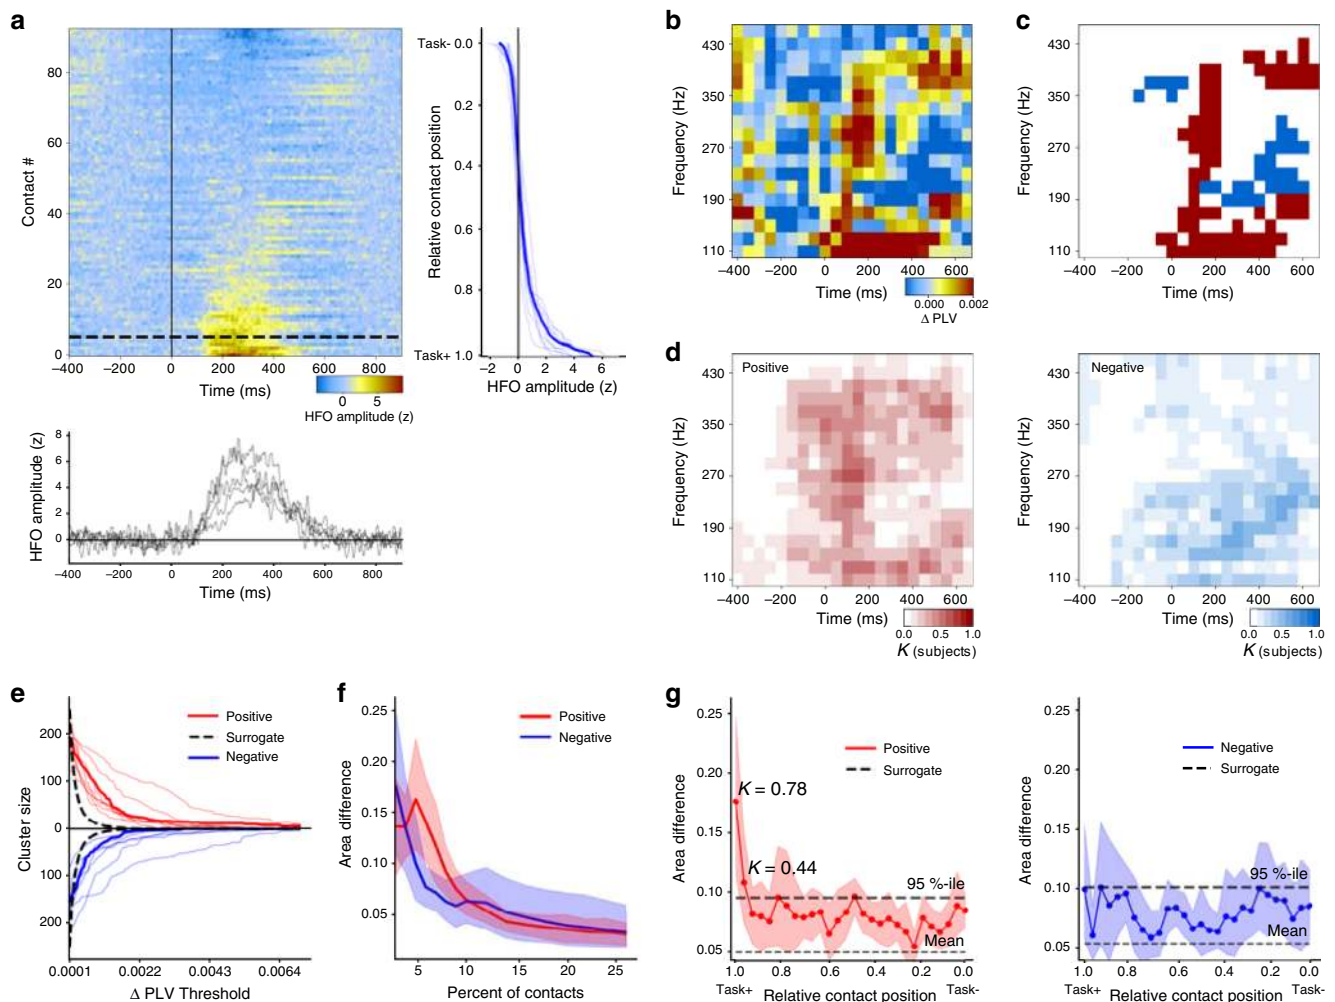 a
Contact #
80
60
40
20
0
−400 −200 0 200 400 600 800
Time (ms)
0 5
HFO amplitude (z)
Relative contact position
Task- 0.0
0.2
0.4
0.6
0.8
Task+ 1.0
−2 0 2 4 6
HFO amplitude (z)
HFO amplitude (z)
8
6
4
2
0
−400 −200 0 200 400 600 800
Time (ms)
b
Frequency (Hz)
430
350
270
190
110
−400 −200 0 200 400 600
Time (ms)
0.000 0.002
Δ PLV
c
Frequency (Hz)
430
350
270
190
110
−400 −200 0 200 400 600
Time (ms)
d
Positive
Frequency (Hz)
430
350
270
190
110
−400 −200 0 200 400 600
Time (ms)
0.0 0.5 1.0
K (subjects)
Negative
Frequency (Hz)
430
350
270
190
110
−400 −200 0 200 400 600
Time (ms)
0.0 0.5 1.0
K (subjects)
e
Cluster size
200
100
0
100
200
Positive
Surrogate
Negative
0.0001 0.0022 0.0043 0.0064
Δ PLV Threshold
f
Area difference
0.25
0.20
0.15
0.10
0.05
Positive
Negative
5 10 15 20 25
Percent of contacts
g
Area difference
0.25
0.20
0.15
0.10
0.05
Positive
Surrogate
K = 0.78
K = 0.44
95 %-ile
Mean
1.0 0.8 0.6 0.4 0.2 0.0
Task+ Relative contact position Task-
Area difference
0.25
0.20
0.15
0.10
0.05
Negative
Surrogate
95 %-ile
Mean
1.0 0.8 0.6 0.4 0.2 0.0
Task+ Relative contact position Task-